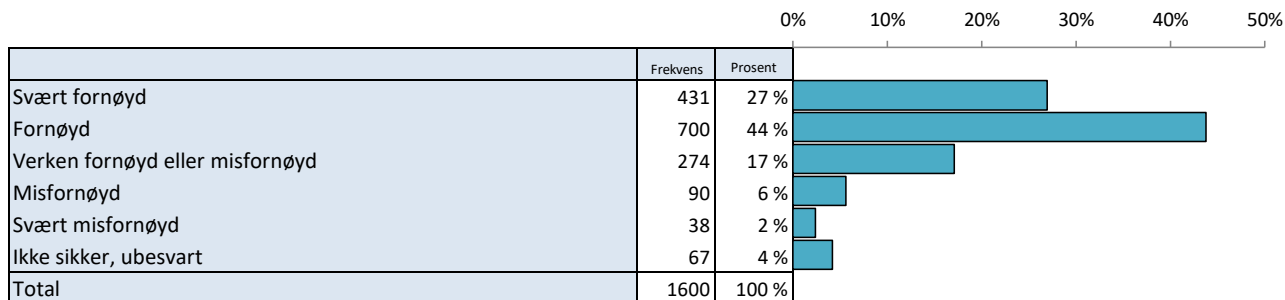 0% 10% 20% 30% 40% 50%
Frekvens Prosent
Svært fornøyd 431 27 %
Fornøyd 700 44 %
Verken fornøyd eller misfornøyd 274 17 %
Misfornøyd 90 6 %
Svært misfornøyd 38 2 %
Ikke sikker, ubesvart 67 4 %
Total 1600 100 %